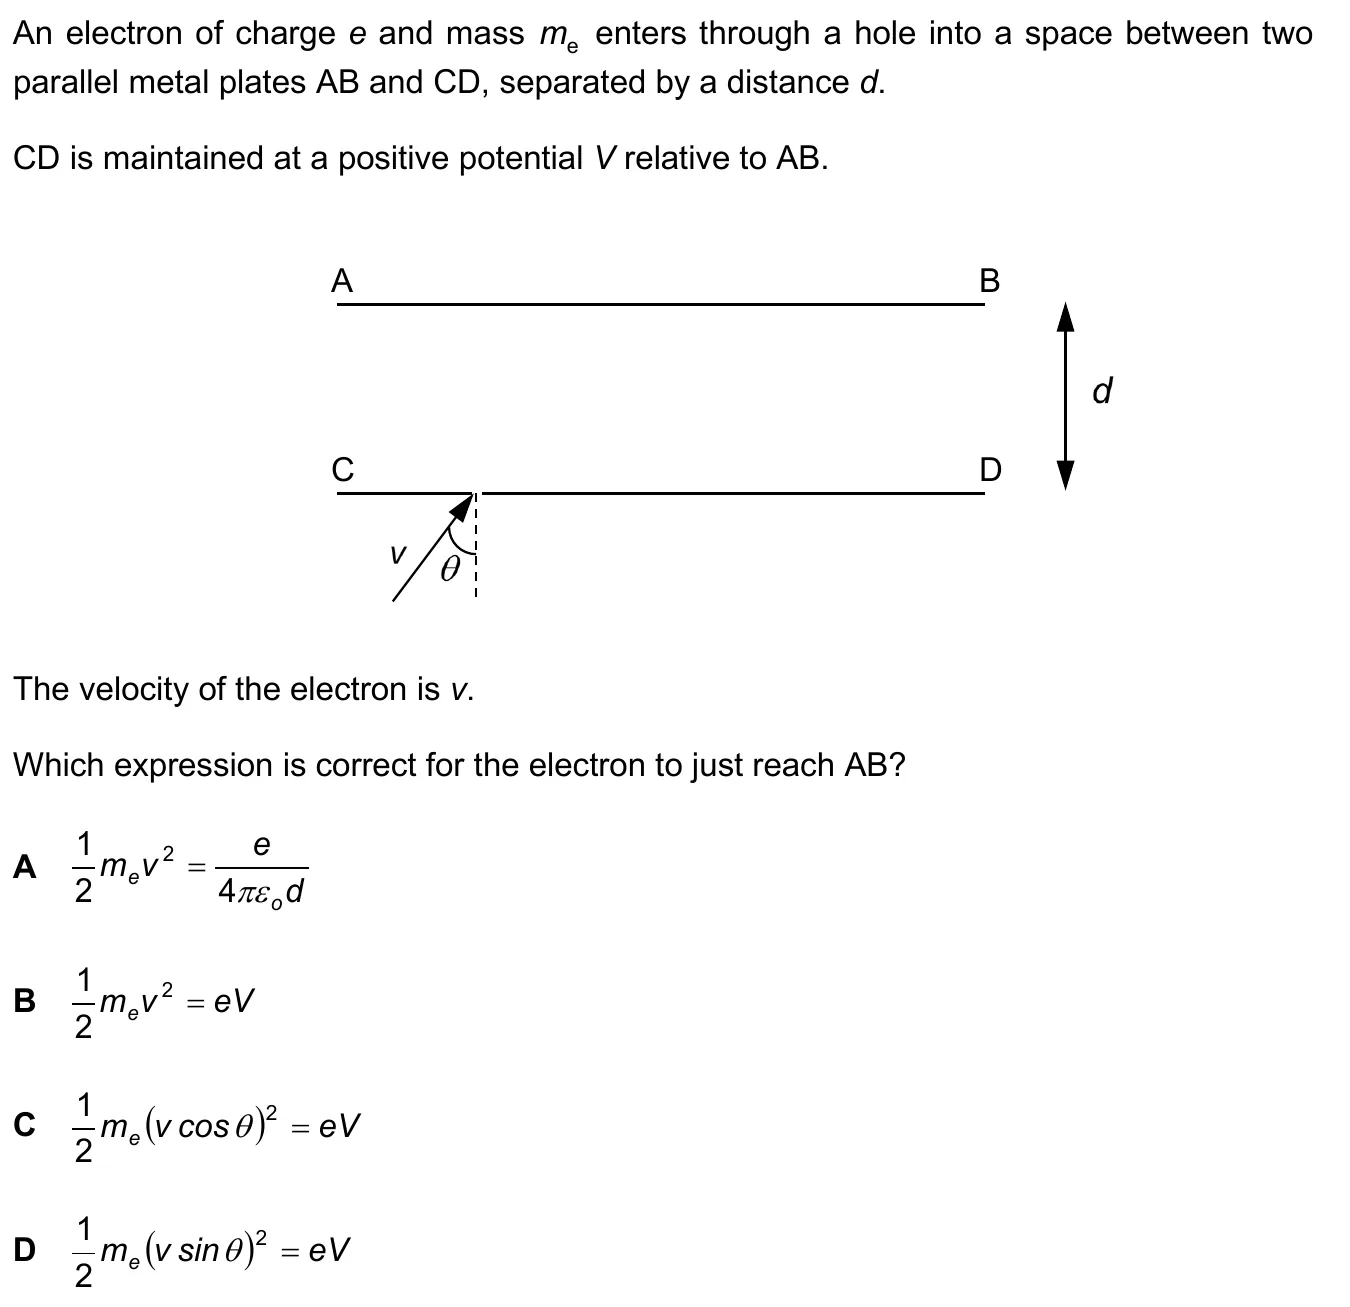 An electron of charge e and mass mₑ enters through a hole into a space between two
parallel metal plates AB and CD, separated by a distance d.
CD is maintained at a positive potential V relative to AB.
A B
d
C D
v θ
The velocity of the electron is v.
Which expression is correct for the electron to just reach AB?
A 1/2 mₑv² = e/(4πεₒd)
B 1/2 mₑv² = eV
C 1/2 mₑ(v cos θ)² = eV
D 1/2 mₑ(v sin θ)² = eV